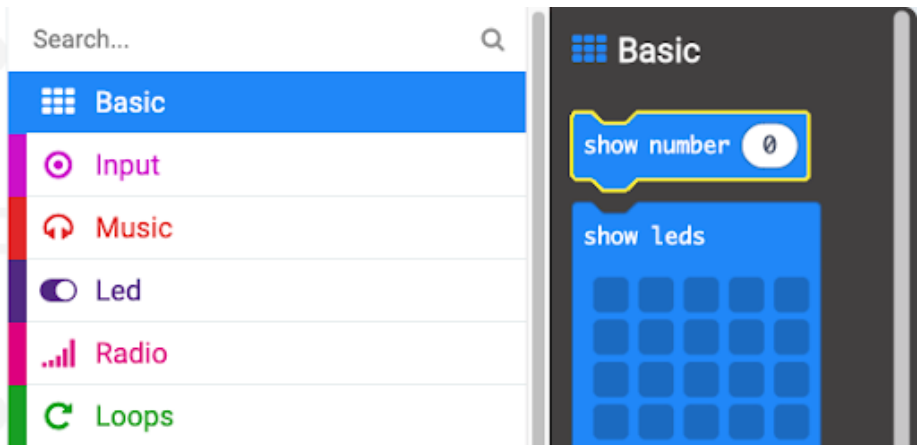 Search...
Basic
Input
Music
Led
Radio
Loops
Basic
show number 0
show leds